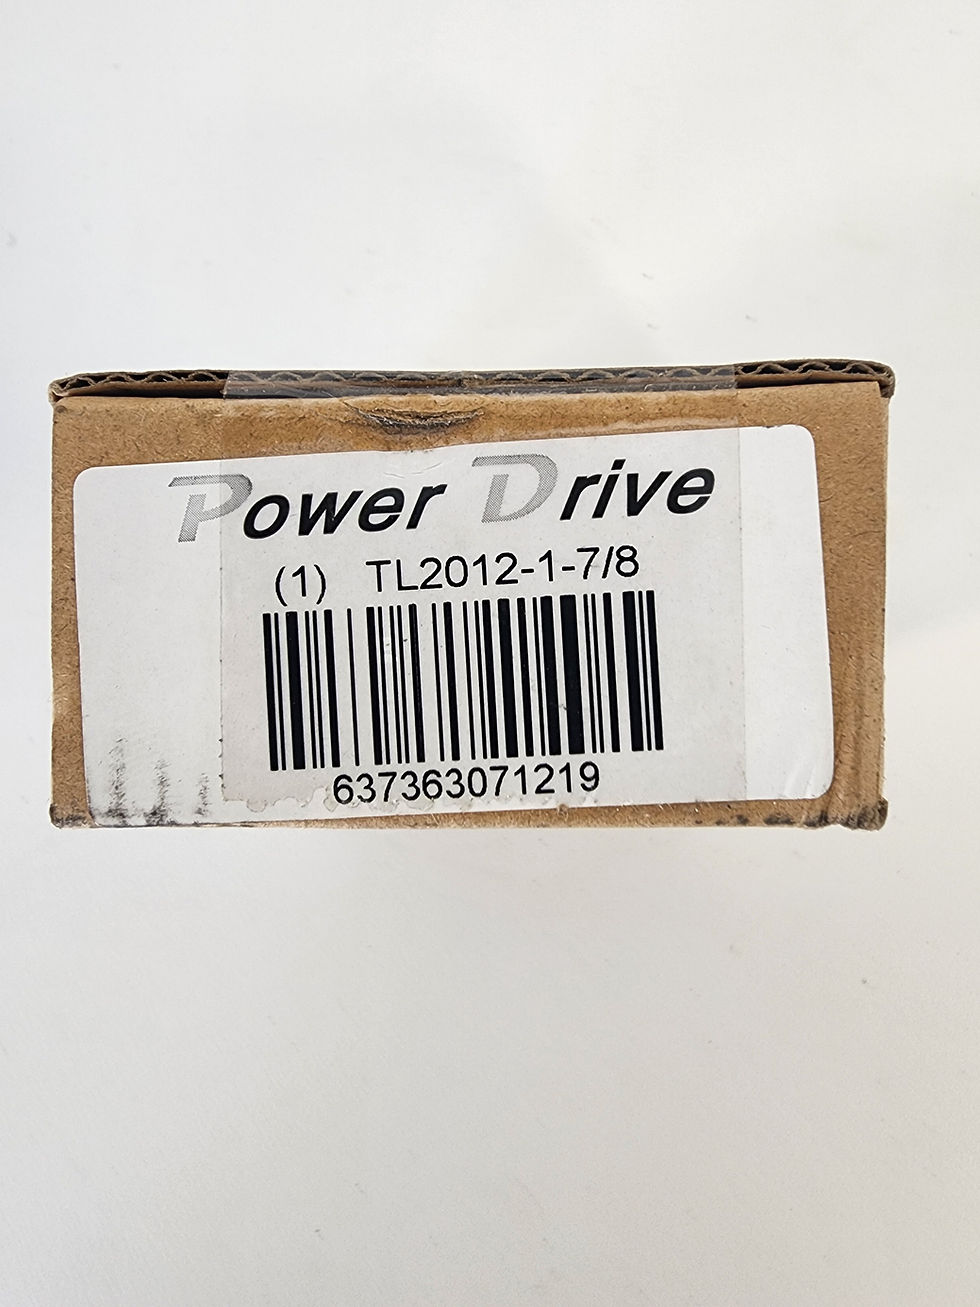 Power Drive
(1) TL2012-1-7/8
637363071219